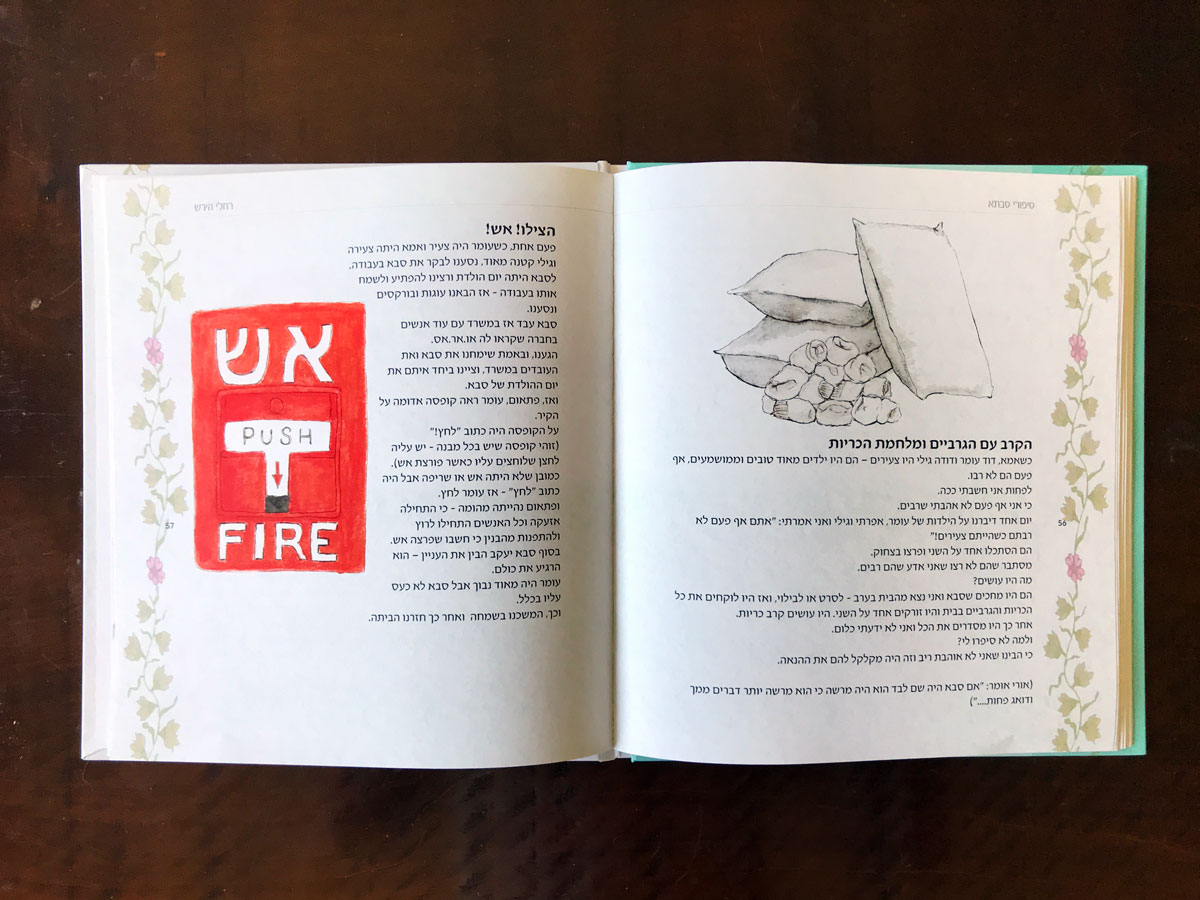 סיפורי סבתא
הקרב עם הגרביים ומלחמת הכריות
כשאמא, דוד עומר ודודה גילי היו צעירים – הם היו ילדים מאוד טובים וממושמעים, אף
פעם הם לא רבו.
לפחות אני חשבתי ככה.
כי אני אף פעם לא אהבתי שרבים.
יום אחד דיברנו על הילדות של עומר, אפרתי וגילי ואני אמרתי: "אתם אף פעם לא
רבתם כשהייתם צעירים!"
הם הסתכלו אחד על השני ופרצו בצחוק.
מסתבר שהם לא רצו שאני אדע שהם רבים.
מה היו עושים?
הם היו מחכים שסבא ואני נצא מהבית בערב - לסרט או לבילוי, ואז היו לוקחים את כל
הכריות והגרביים בבית והיו זורקים אחד על השני. היו עושים קרב כריות.
אחר כך היו מסדרים את הכל ואני לא ידעתי כלום.
ולמה לא סיפרו לי?
כי הבינו שאני לא אוהבת ריב וזה היה מקלקל להם את ההנאה.
(אורי אומר: "אם סבא היה שם לבד הוא היה מרשה כי הוא מרשה יותר דברים ממך
ודואג פחות....")
56
רחלי הירש
הצילו! אש!
פעם אחת, כשעומר היה צעיר ואמא היתה צעירה
וגילי קטנה מאוד, נסענו לבקר את סבא בעבודה,
לסבא היתה יום הולדת ורצינו להפתיע ולשמח
אותו בעבודה - אז הבאנו עוגות ובורקסים
ונסענו.
סבא עבד אז במשרד עם עוד אנשים
בחברה שקראו לה או.אר.אס.
הגענו, ובאמת שימחנו את סבא ואת
העובדים במשרד, וציינו ביחד איתם את
יום ההולדת של סבא.
ואז, פתאום, עומר ראה קופסה אדומה על
הקיר.
על הקופסה היה כתוב "לחץ!"
(זוהי קופסה שיש בכל מבנה - יש עליה
לחצן שלוחצים עליו כאשר פורצת אש).
כמובן שלא היתה אש או שריפה אבל היה
כתוב "לחץ" - אז עומר לחץ.
ופתאום נהייתה מהומה - כי התחילה
אזעקה וכל האנשים התחילו לרוץ
ולהתפנות מהבנין כי חשבו שפרצה אש.
בסוף סבא יעקב הבין את העניין – הוא
הרגיע את כולם.
עומר היה מאוד נבוך אבל סבא לא כעס
עליו בכלל.
וכך, המשכנו בשמחה ואחר כך חזרנו הביתה.
אש
PUSH
FIRE
57